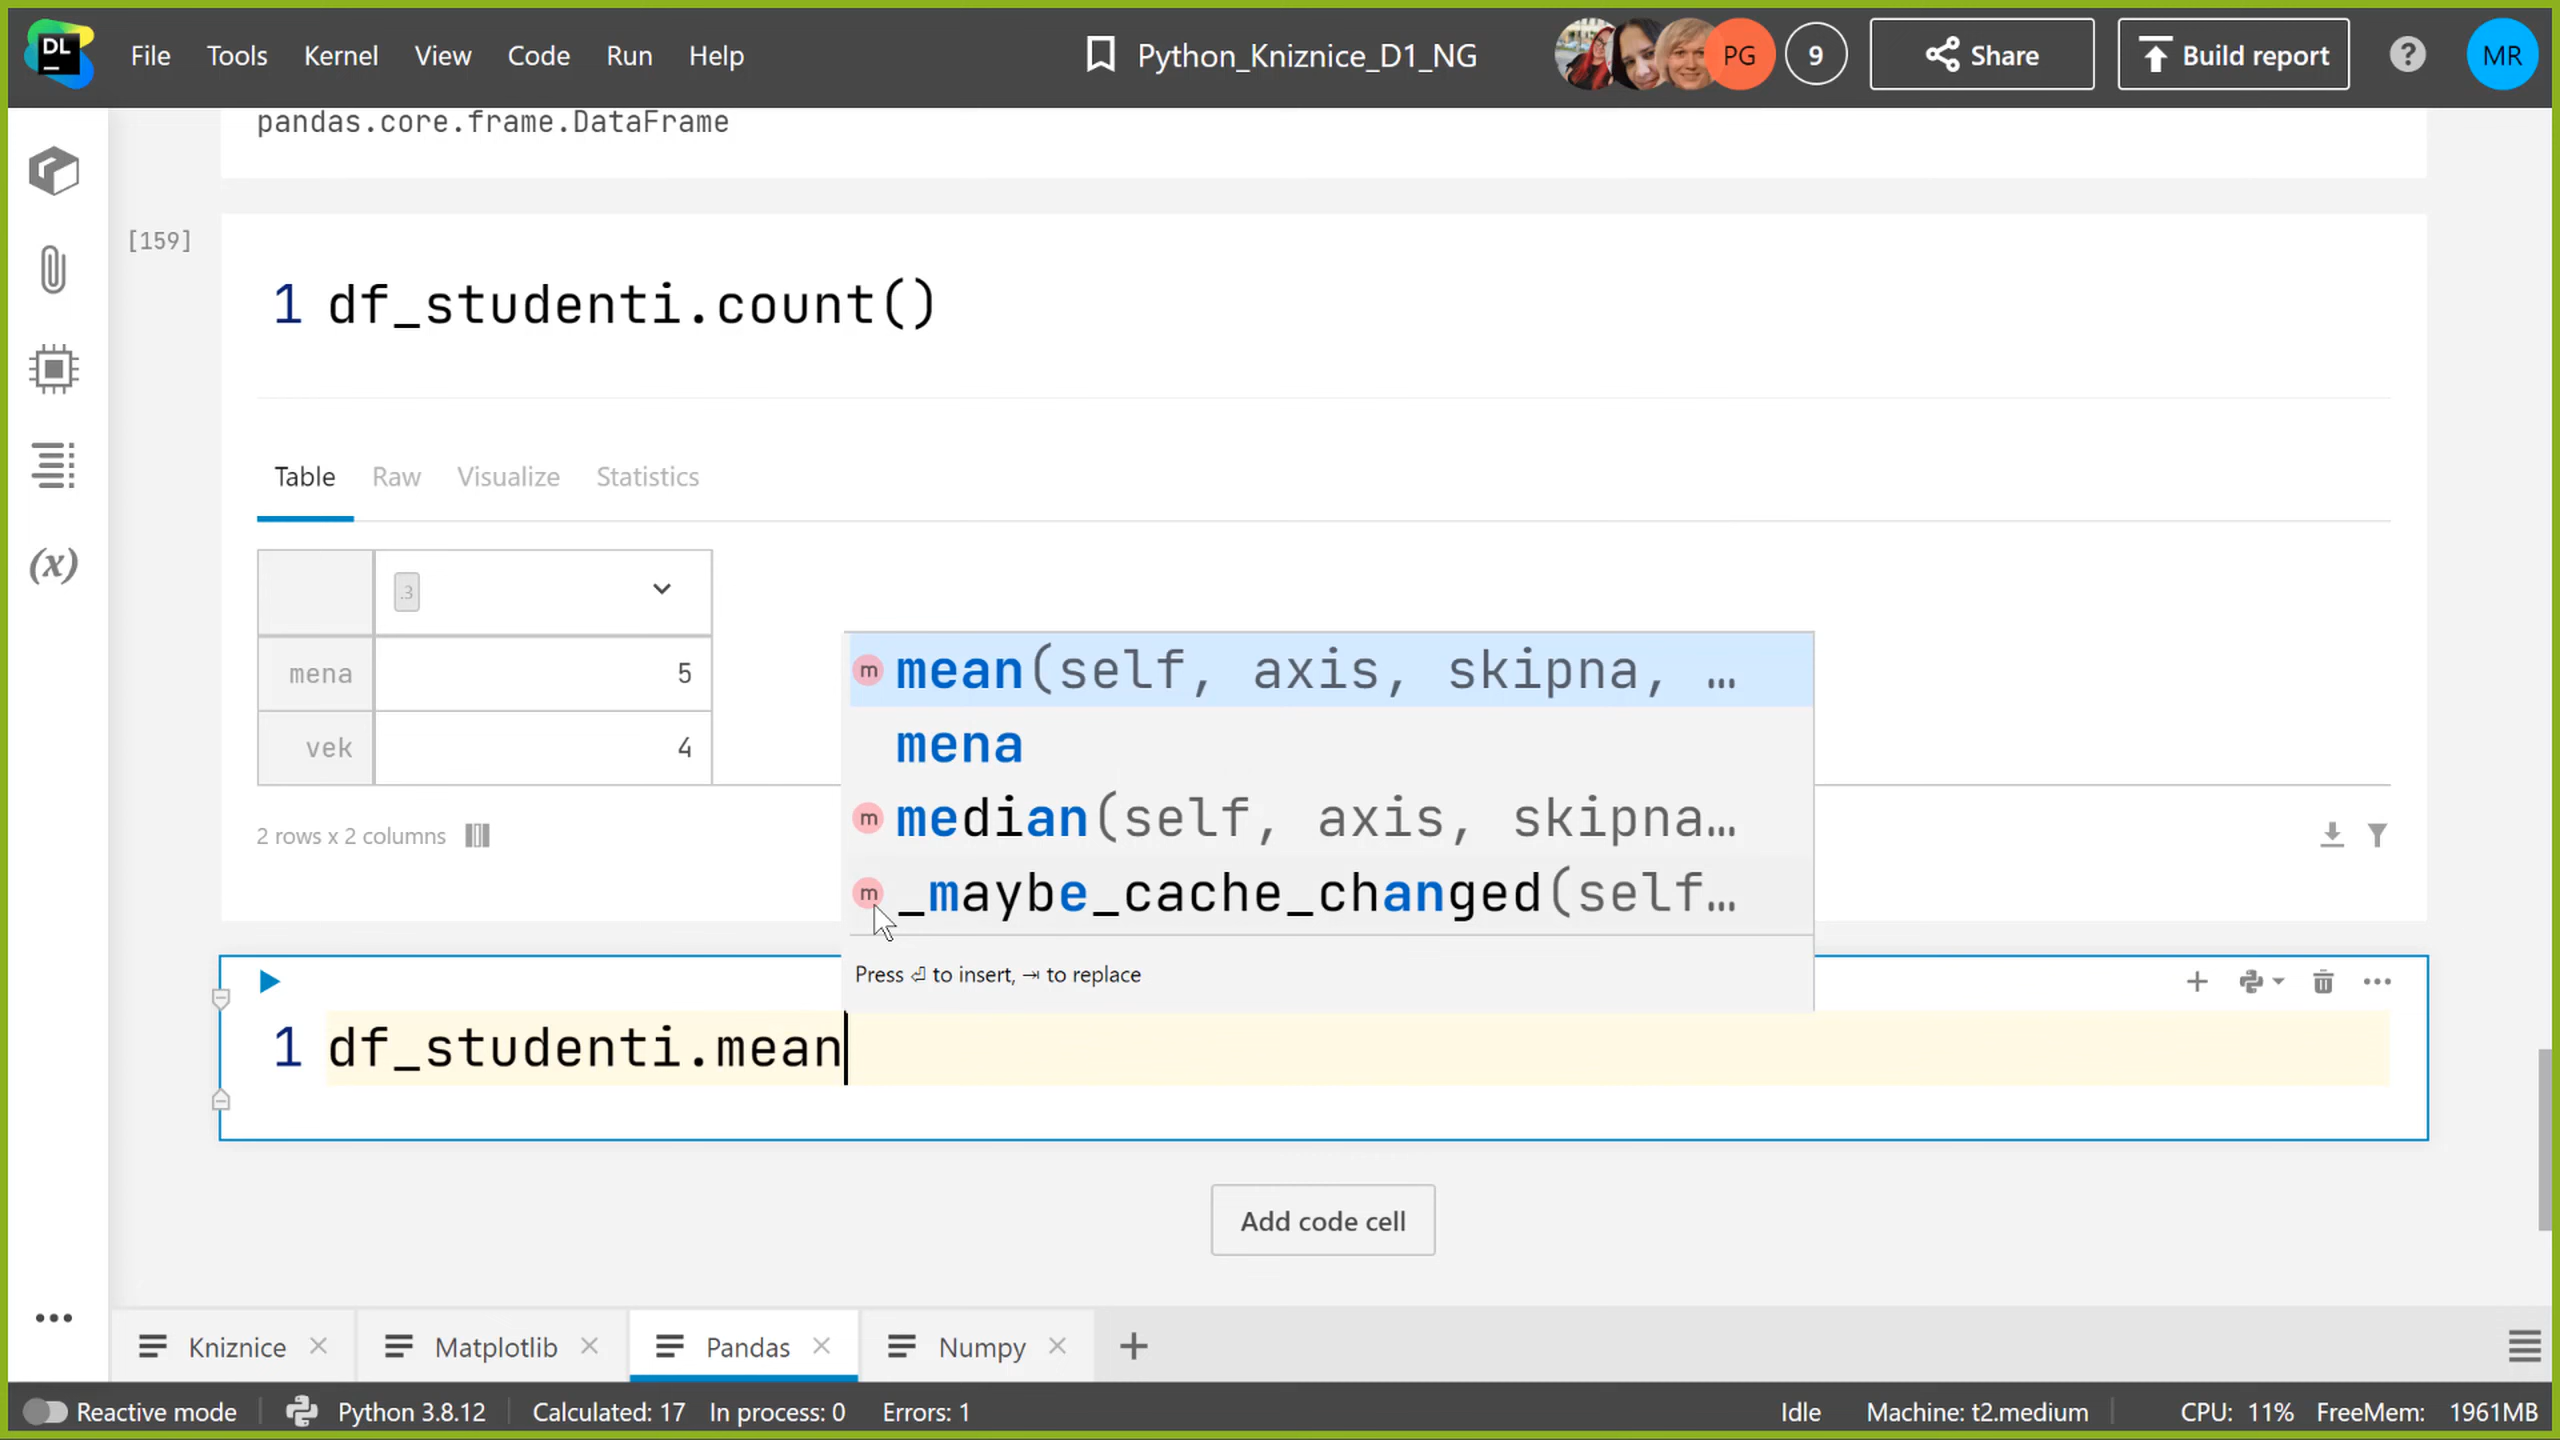 DL
File Tools Kernel View Code Run Help
Python_Kniznice_D1_NG
PG
9
Share
Build report
?
MR
pandas.core.frame.DataFrame
[159]
1 df_studenti.count()
Table Raw Visualize Statistics
.3
mena 5
vek 4
2 rows x 2 columns
m mean(self, axis, skipna, …
mena
m median(self, axis, skipna…
m _maybe_cache_changed(self…
Press ⏎ to insert, ⇥ to replace
1 df_studenti.mean
Add code cell
(x)
Kniznice Matplotlib Pandas Numpy
Reactive mode Python 3.8.12 Calculated: 17 In process: 0 Errors: 1 Idle Machine: t2.medium CPU: 11% FreeMem: 1961MB